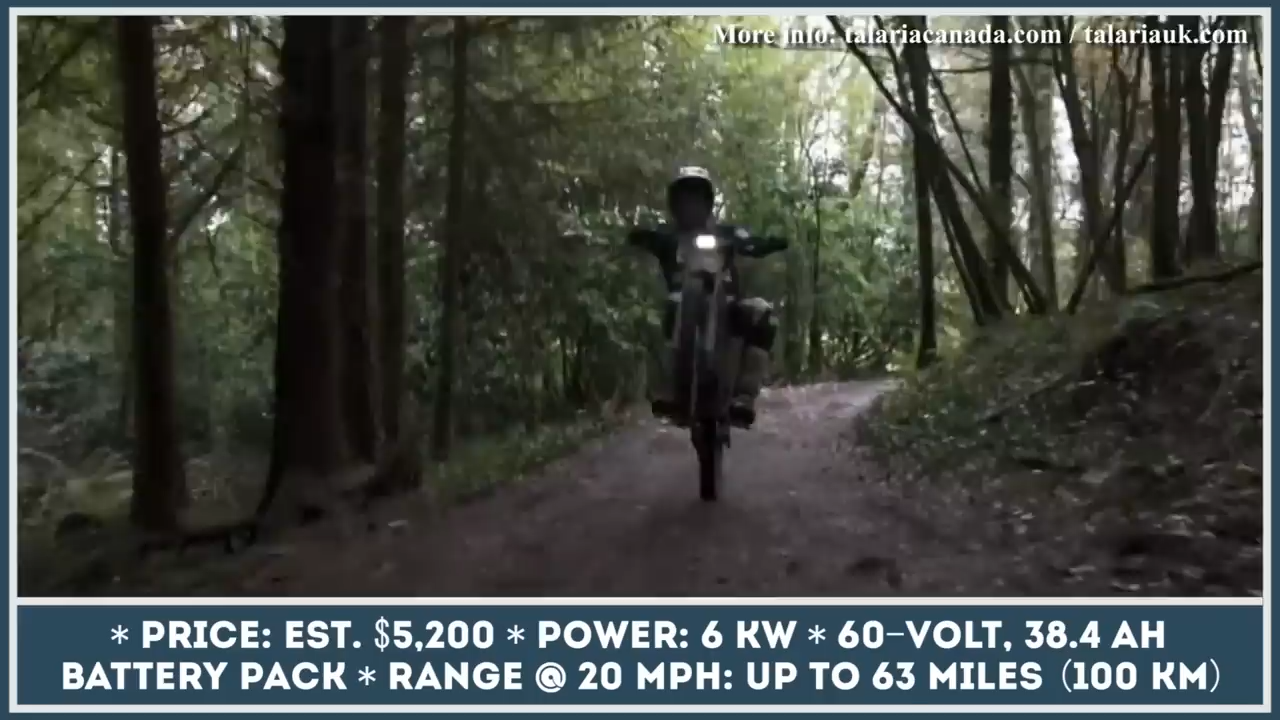 More info: talariacanada.com / talariauk.com
* PRICE: EST. $5,200 * POWER: 6 KW * 60-VOLT, 38.4 AH
BATTERY PACK * RANGE @ 20 MPH: UP TO 63 MILES (100 KM)